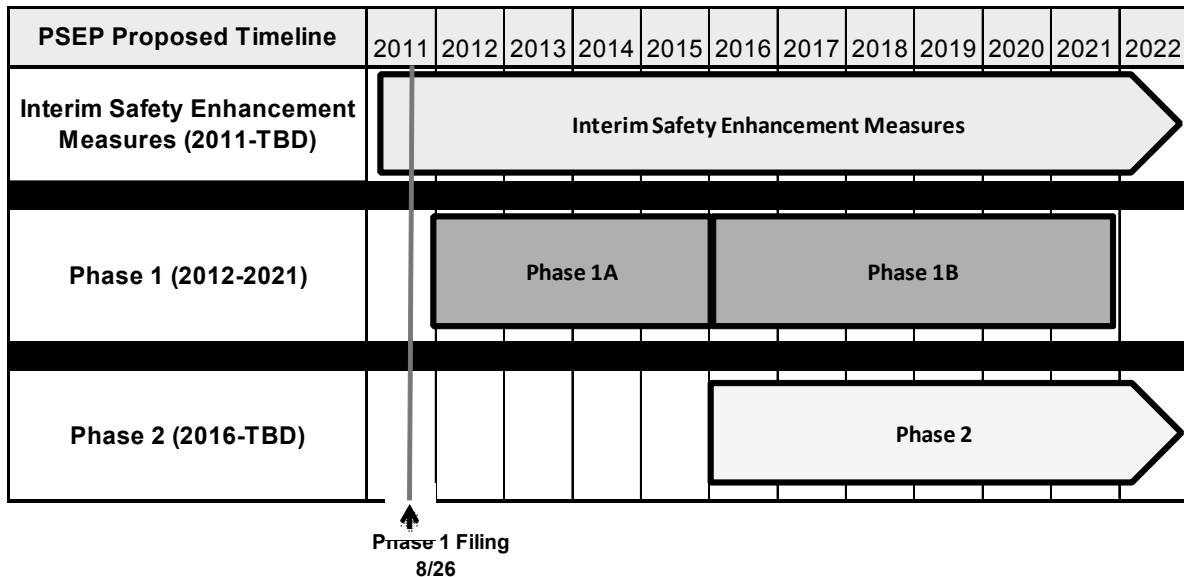 PSEP Proposed Timeline 2011 2012 2013 2014 2015 2016 2017 2018 2019 2020 2021 2022
Interim Safety Enhancement
Measures (2011-TBD)
Interim Safety Enhancement Measures
Phase 1 (2012-2021)
Phase 1A
Phase 1B
Phase 2 (2016-TBD)
Phase 2
Phase 1 Filing
8/26